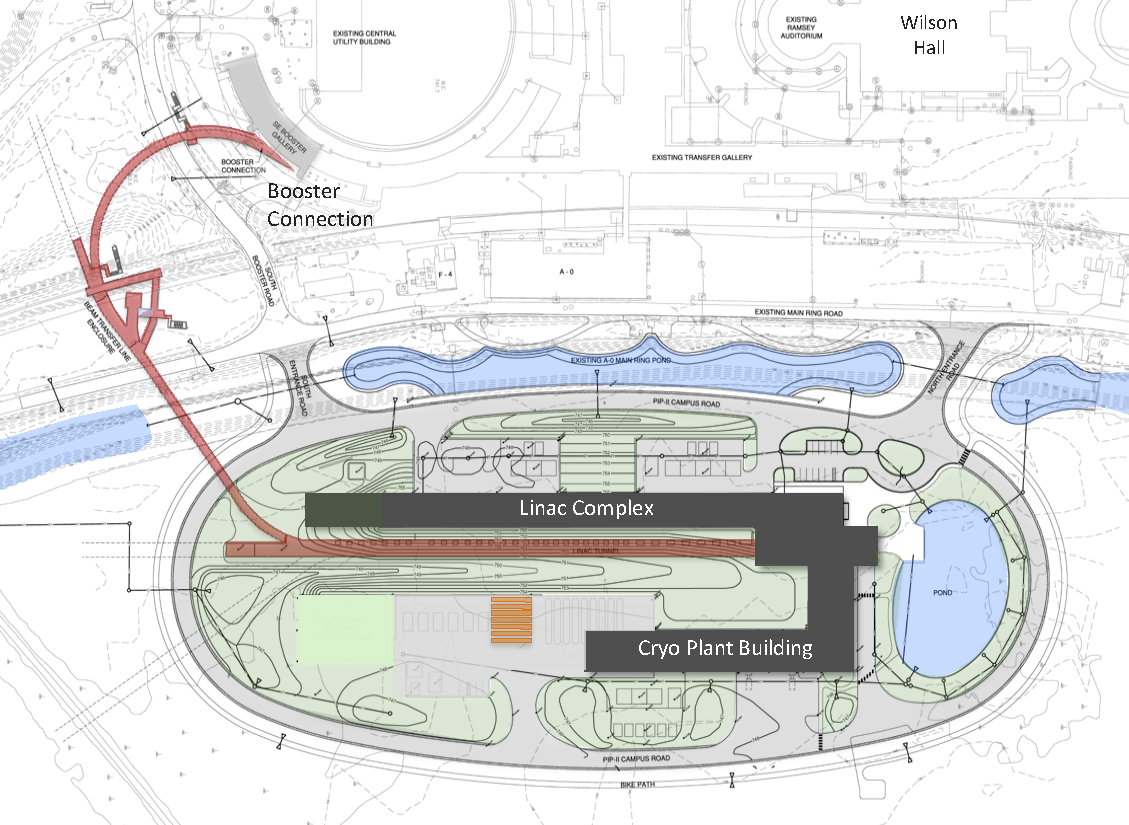 EXISTING CENTRAL
UTILITY BUILDING
EXISTING
RAMSEY
AUDITORIUM
Wilson
Hall
SE BOOSTER
GALLERY
BOOSTER
CONNECTION
EXISTING TRANSFER GALLERY
Booster
Connection
SOUTH
BOOSTER ROAD
F - 4
A - 0
BEAM TRANSFER LINE
ENCLOSURE
EXISTING MAIN RING ROAD
EXISTING A-0 MAIN RING POND
SOUTH
ENTRANCE ROAD
NORTH ENTRANCE
ROAD
PIP-II CAMPUS ROAD
Linac Complex
LINAC TUNNEL
POND
Cryo Plant Building
PIP-II CAMPUS ROAD
BIKE PATH